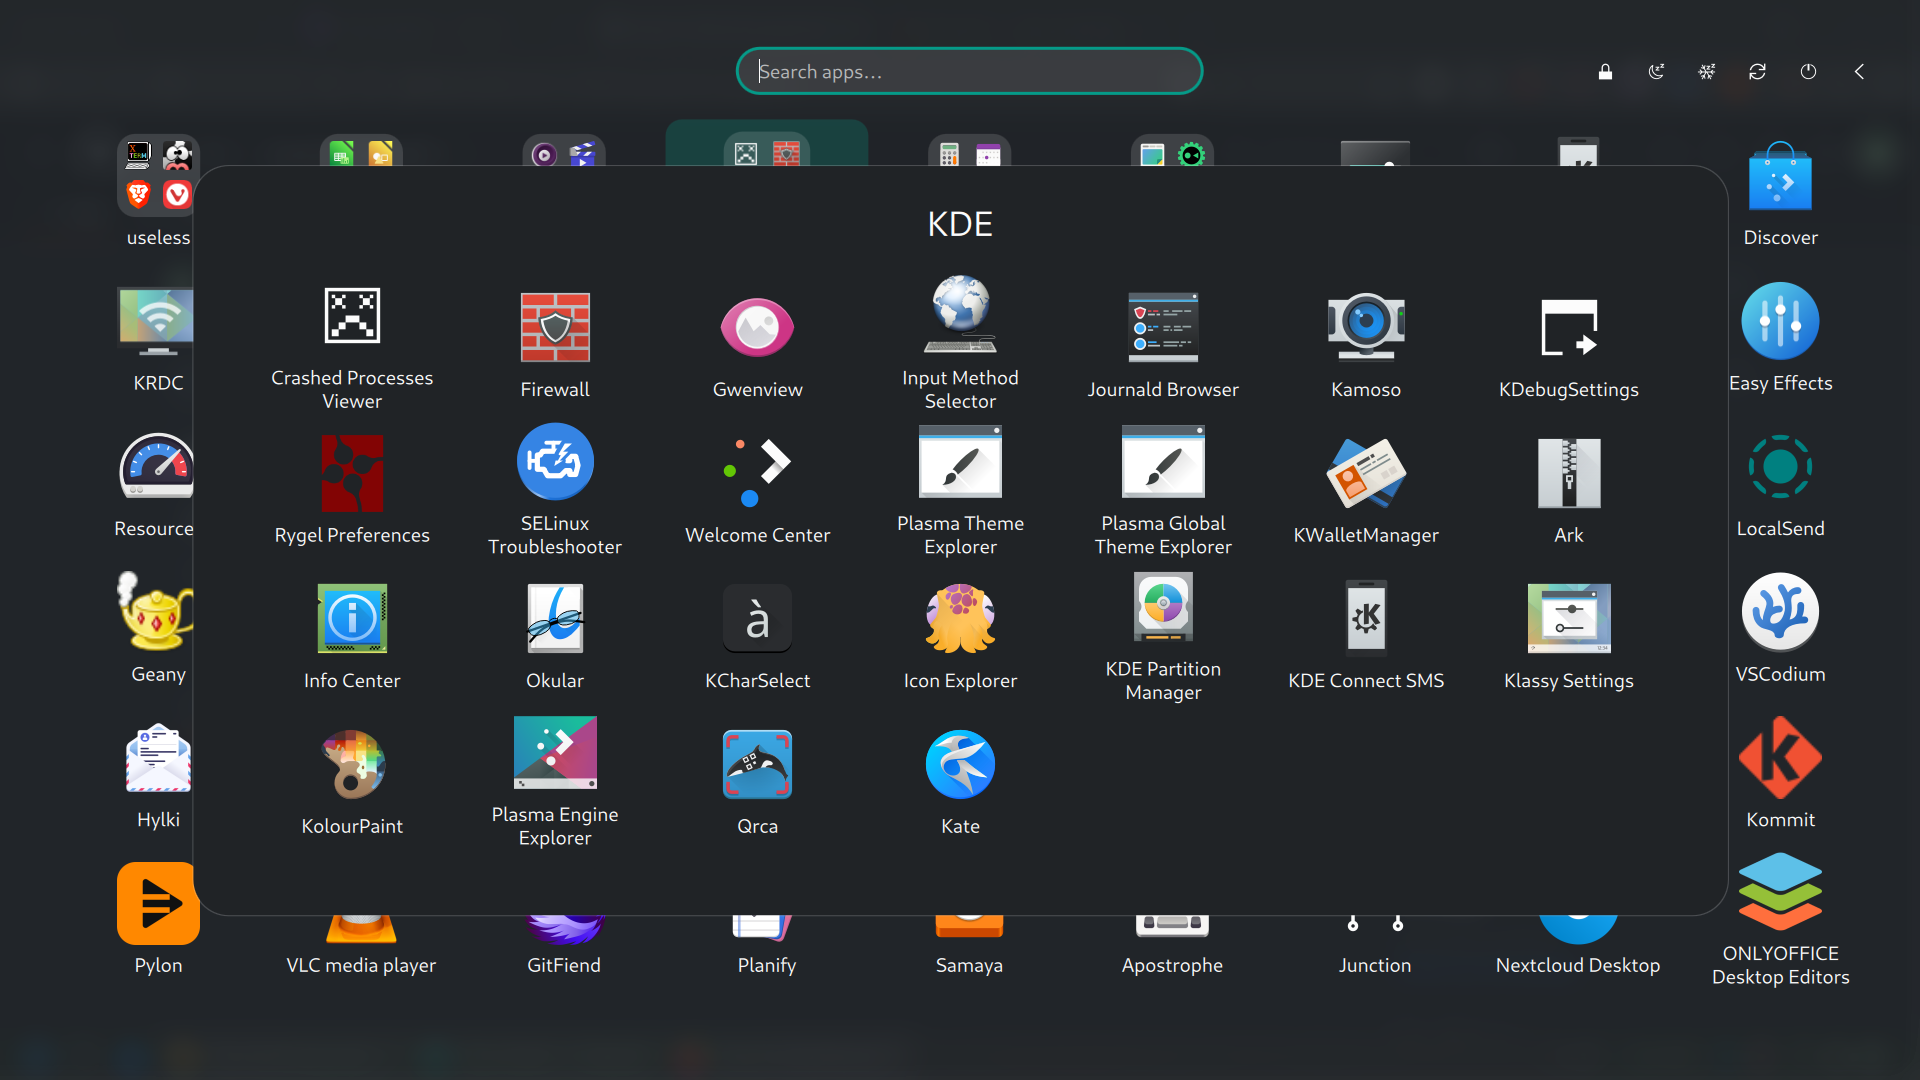 Search apps...
KDE
useless
Discover
Crashed Processes
Viewer
Firewall
Gwenview
Input Method
Selector
Journald Browser
Kamoso
KDebugSettings
KRDC
Easy Effects
Rygel Preferences
SELinux
Troubleshooter
Welcome Center
Plasma Theme
Explorer
Plasma Global
Theme Explorer
KWalletManager
Ark
Resource
LocalSend
Info Center
Okular
à
KCharSelect
Icon Explorer
KDE Partition
Manager
KDE Connect SMS
Klassy Settings
Geany
VSCodium
KolourPaint
Plasma Engine
Explorer
Qrca
Kate
Hylki
Kommit
Pylon
VLC media player
GitFiend
Planify
Samaya
Apostrophe
Junction
Nextcloud Desktop
ONLYOFFICE
Desktop Editors